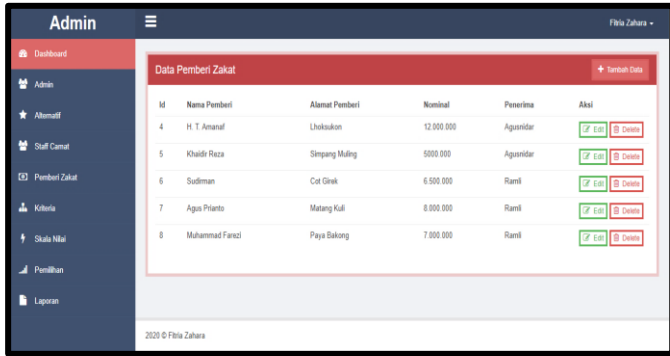 Admin
Fitria Zahara
Dashboard
Admin
Alternatif
Staff Camat
Pemberi Zakat
Kriteria
Skala Nilai
Pemilihan
Laporan
Data Pemberi Zakat
+ Tambah Data
Id Nama Pemberi Alamat Pemberi Nominal Penerima Aksi
4 H. T. Amanaf Lhoksukon 12.000.000 Agusnidar Edit Delete
5 Khaidir Reza Simpang Muling 5000.000 Agusnidar Edit Delete
6 Sudirman Cot Girek 6.500.000 Ramli Edit Delete
7 Agus Prianto Matang Kuli 8.000.000 Ramli Edit Delete
8 Muhammad Farezi Paya Bakong 7.000.000 Ramli Edit Delete
2020 © Fitria Zahara